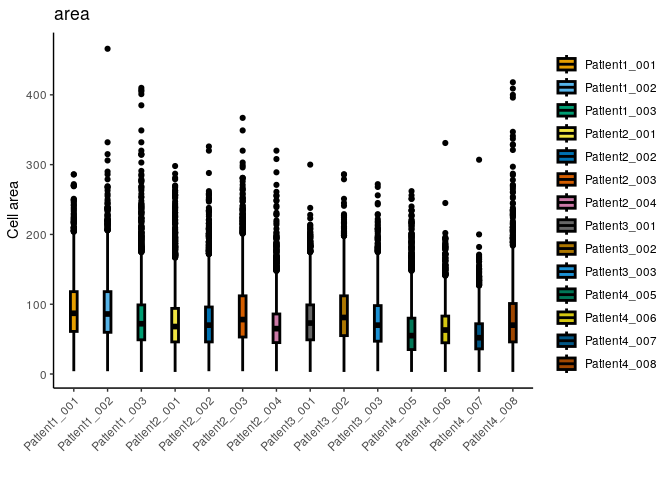 area
Cell area
400
300
200
100
0
Patient1_001
Patient1_002
Patient1_003
Patient2_001
Patient2_002
Patient2_003
Patient2_004
Patient3_001
Patient3_002
Patient3_003
Patient4_005
Patient4_006
Patient4_007
Patient4_008
Patient1_001
Patient1_002
Patient1_003
Patient2_001
Patient2_002
Patient2_003
Patient2_004
Patient3_001
Patient3_002
Patient3_003
Patient4_005
Patient4_006
Patient4_007
Patient4_008